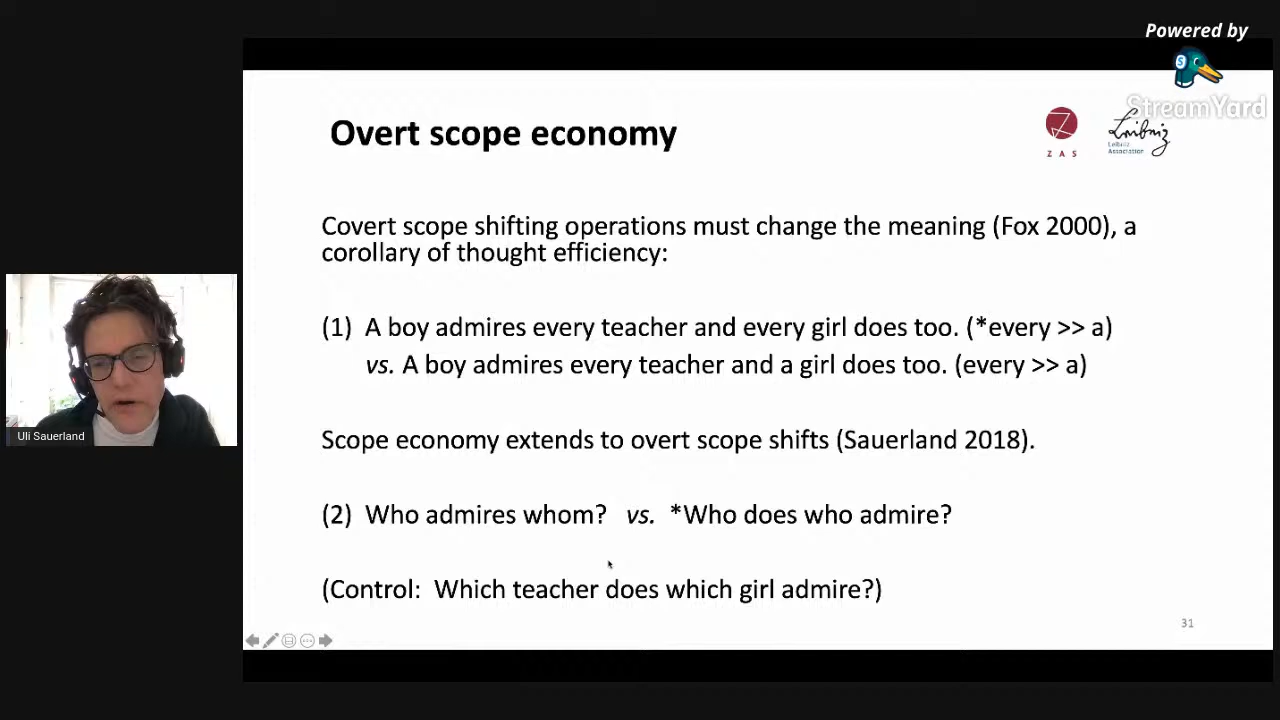 Powered by
StreamYard
Overt scope economy
Z A S
Leibniz
Leibniz
Association
Covert scope shifting operations must change the meaning (Fox 2000), a
corollary of thought efficiency:
(1) A boy admires every teacher and every girl does too. (*every >> a)
vs. A boy admires every teacher and a girl does too. (every >> a)
Uli Sauerland
Scope economy extends to overt scope shifts (Sauerland 2018).
(2) Who admires whom? vs. *Who does who admire?
(Control: Which teacher does which girl admire?)
31